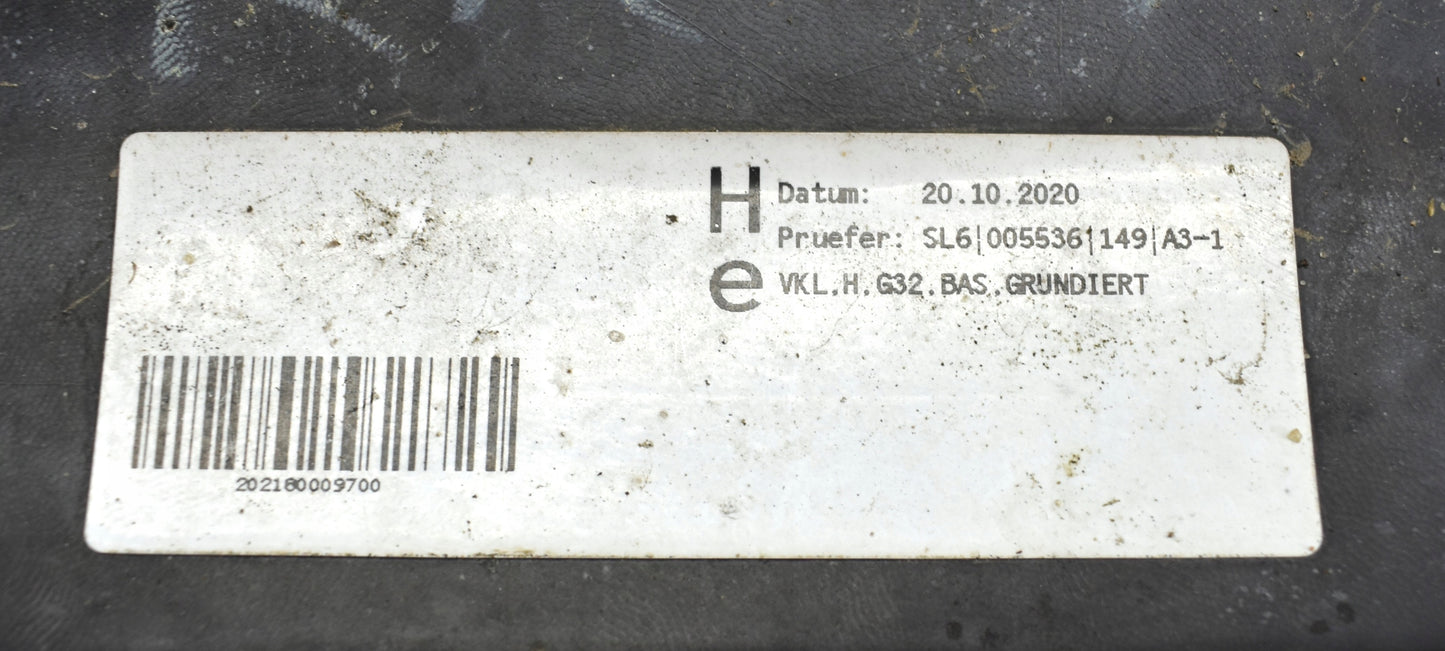 H
Datum: 20.10.2020
Pruefer: SL6|005536|149|A3-1
e
VKL.H.G32.BAS.GRUNDIERT
202180009700